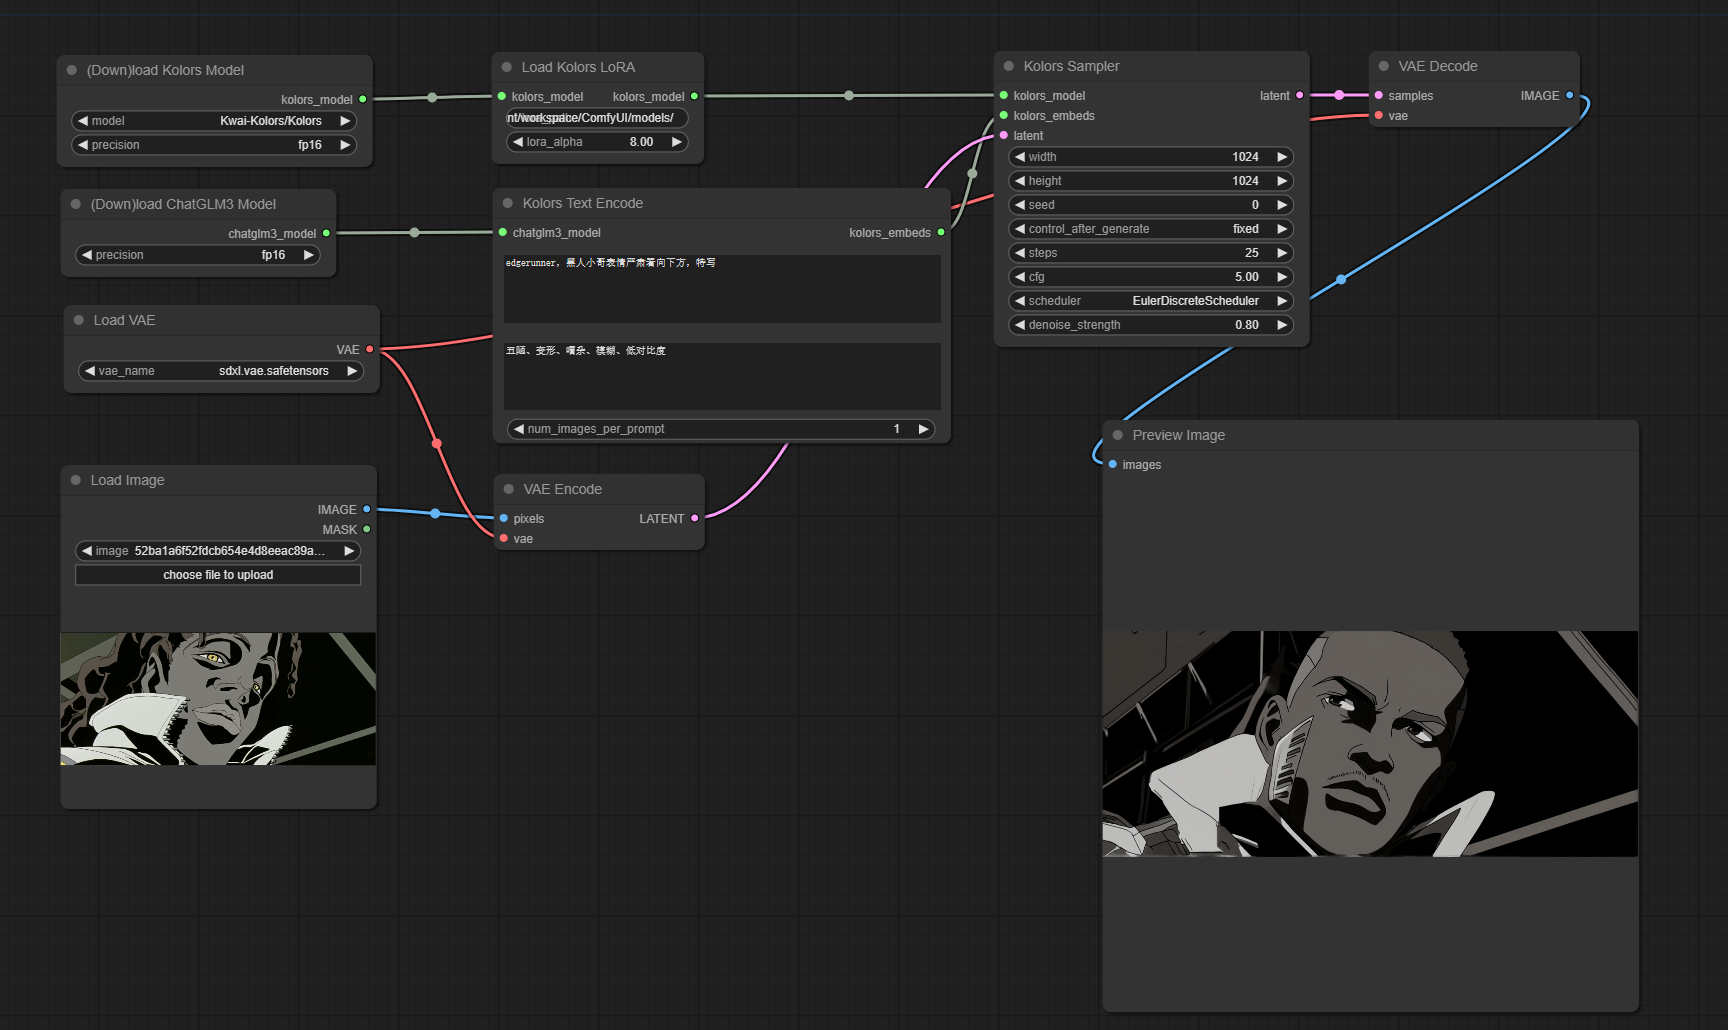 (Down)load Kolors Model
kolors_model
model Kwai-Kolors/Kolors
precision fp16
(Down)load ChatGLM3 Model
chatglm3_model
precision fp16
Load VAE
VAE
vae_name sdxl.vae.safetensors
Load Image
IMAGE
MASK
image 52ba1a6f52fdcb654e4d8eeac89a...
choose file to upload
Load Kolors LoRA
kolors_model kolors_model
nt/workspace/ComfyUI/models/
lora_alpha 8.00
Kolors Text Encode
chatglm3_model kolors_embeds
edgerunner，黑人小哥表情严肃看向下方，特写
丑陋、变形、嘈杂、模糊、低对比度
num_images_per_prompt 1
VAE Encode
pixels LATENT
vae
Kolors Sampler
kolors_model latent
kolors_embeds
latent
width 1024
height 1024
seed 0
control_after_generate fixed
steps 25
cfg 5.00
scheduler EulerDiscreteScheduler
denoise_strength 0.80
VAE Decode
samples IMAGE
vae
Preview Image
images